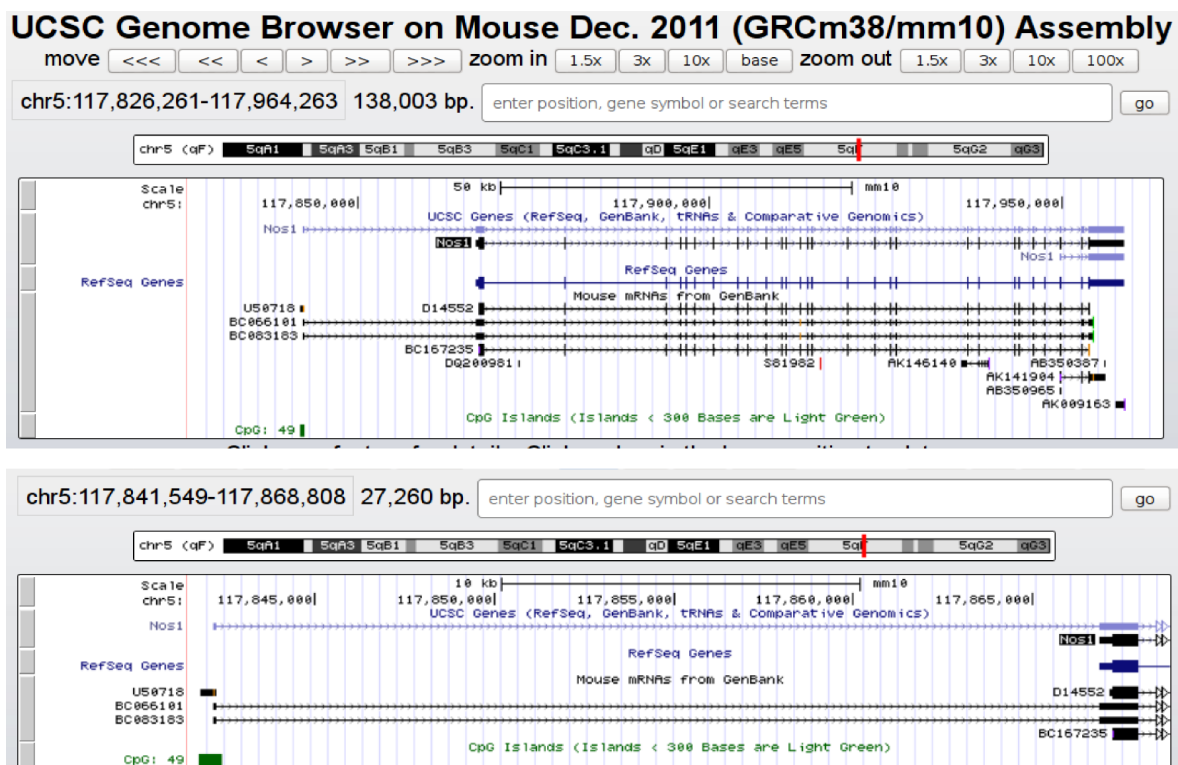 UCSC Genome Browser on Mouse Dec. 2011 (GRCm38/mm10) Assembly
move <<< << < > >> >>> zoom in 1.5x 3x 10x base zoom out 1.5x 3x 10x 100x
chr5:117,826,261-117,964,263 138,003 bp. enter position, gene symbol or search terms go
chr5 (qF) 5qA1 5qA3 5qB1 5qB3 5qC1 5qC3.1 qD 5qE1 qE3 qE5 5qF 5qG2 qG3
Scale 50 kb mm10
chr5: 117,850,000| 117,900,000| 117,950,000|
UCSC Genes (RefSeq, GenBank, tRNAs & Comparative Genomics)
Nos1
Nos1
Nos1
RefSeq Genes
RefSeq Genes
Mouse mRNAs from GenBank
U50718 D14552
BC066101
BC083183
BC167235
DQ200981 S81982 AK146140 AB350387
AK141904
AB350965
AK009163
CpG Islands (Islands < 300 Bases are Light Green)
CpG: 49
chr5:117,841,549-117,868,808 27,260 bp. enter position, gene symbol or search terms go
chr5 (qF) 5qA1 5qA3 5qB1 5qB3 5qC1 5qC3.1 qD 5qE1 qE3 qE5 5qF 5qG2 qG3
Scale 10 kb mm10
chr5: 117,845,000| 117,850,000| 117,855,000| 117,860,000| 117,865,000|
UCSC Genes (RefSeq, GenBank, tRNAs & Comparative Genomics)
Nos1
Nos1
RefSeq Genes
RefSeq Genes
Mouse mRNAs from GenBank
U50718 D14552
BC066101
BC083183
BC167235
CpG Islands (Islands < 300 Bases are Light Green)
CpG: 49